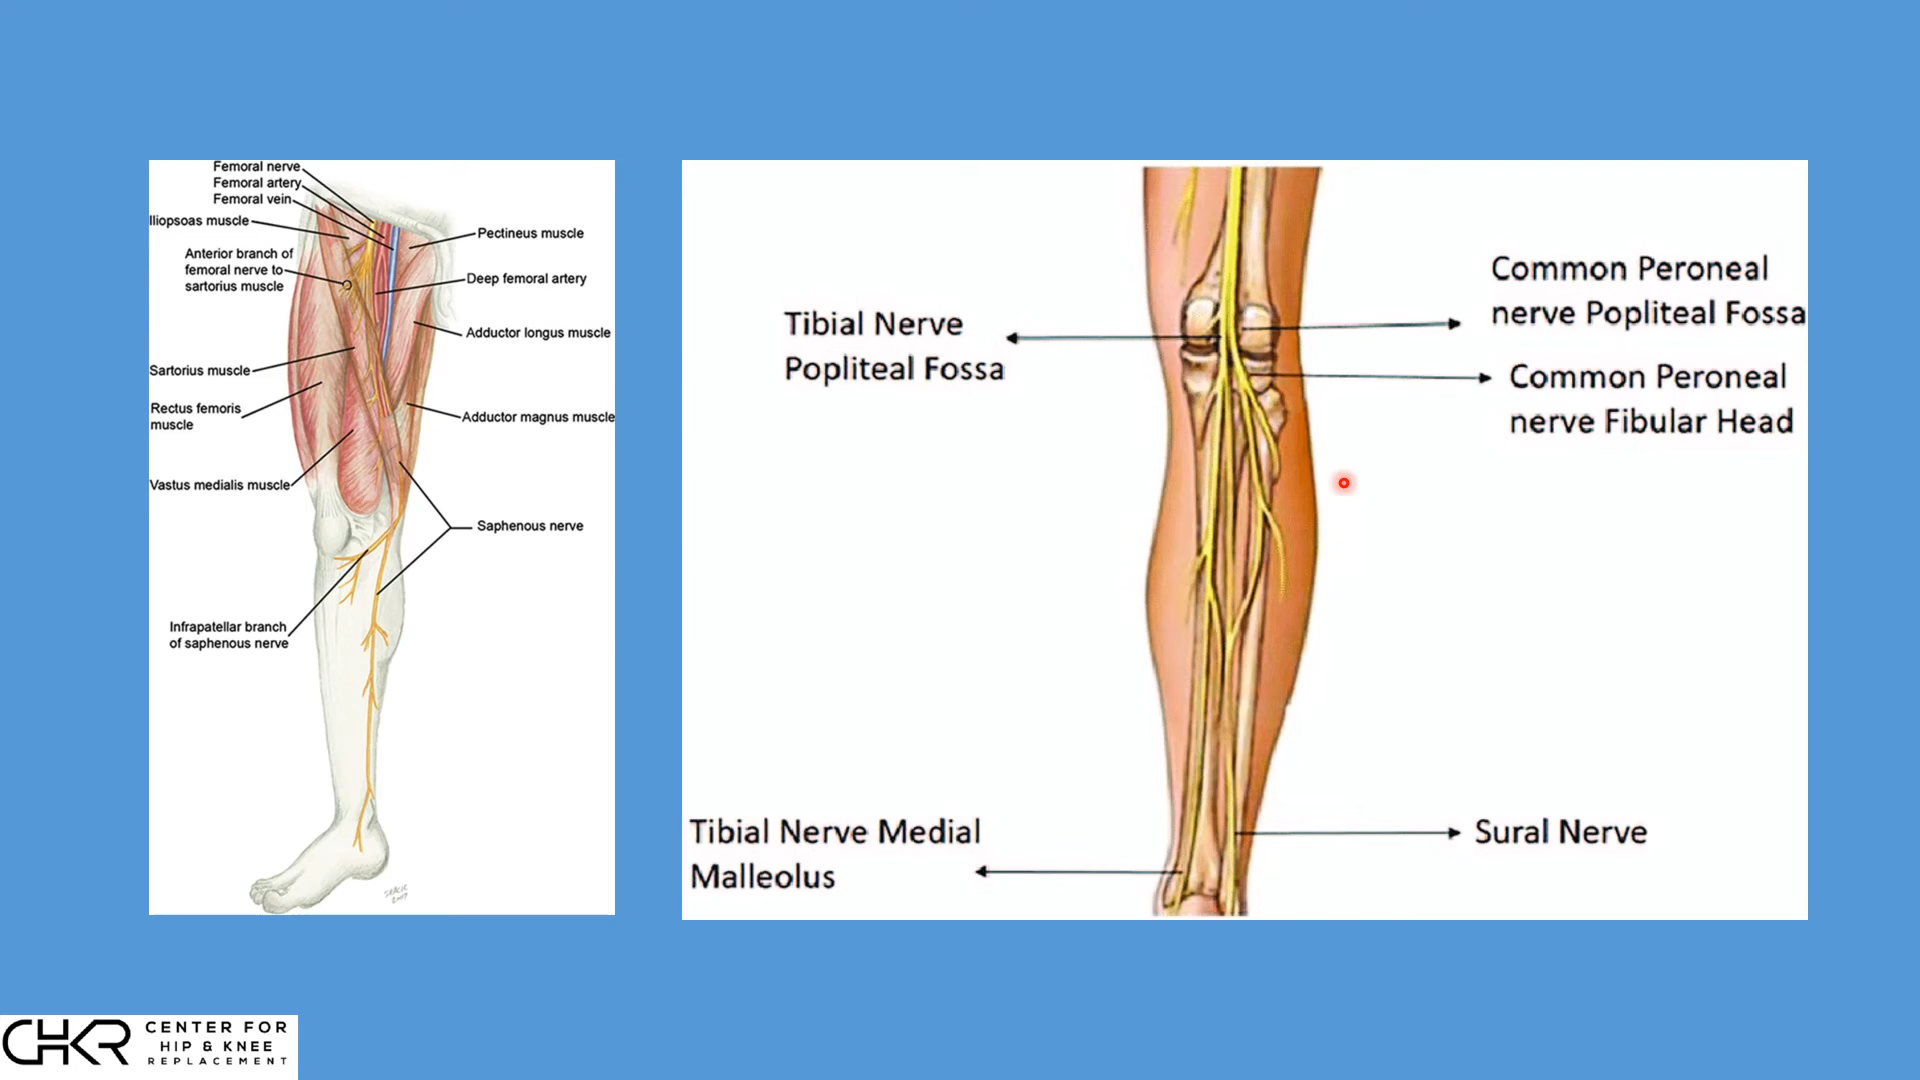 Femoral nerve
Femoral artery
Femoral vein
Iliopsoas muscle
Anterior branch of
femoral nerve to
sartorius muscle
Sartorius muscle
Rectus femoris
muscle
Vastus medialis muscle
Infrapatellar branch
of saphenous nerve
Pectineus muscle
Deep femoral artery
Adductor longus muscle
Adductor magnus muscle
Saphenous nerve
Tibial Nerve
Popliteal Fossa
Common Peroneal
nerve Popliteal Fossa
Common Peroneal
nerve Fibular Head
Tibial Nerve Medial
Malleolus
Sural Nerve
CHKR
CENTER FOR
HIP & KNEE
REPLACEMENT